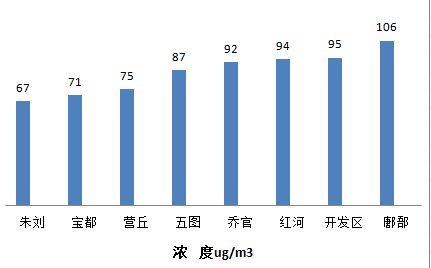 67 71 75 87 92 94 95 106
朱刘 宝都 营丘 五图 乔官 红河 开发区 鄌郚
浓 度ug/m3